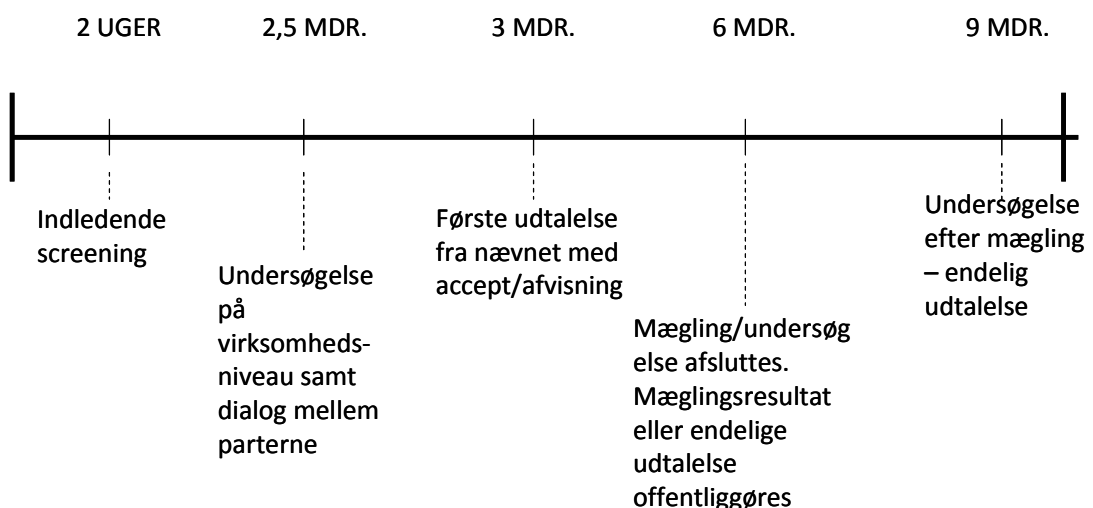 2 UGER
2,5 MDR.
3 MDR.
6 MDR.
9 MDR.
Indledende
screening
Undersøgelse
på
virksomheds-
niveau samt
dialog mellem
parterne
Første udtalelse
fra nævnet med
accept/afvisning
Mægling/undersøg
else afsluttes.
Mæglingsresultat
eller endelige
udtalelse
offentliggøres
Undersøgelse
efter mægling
– endelig
udtalelse